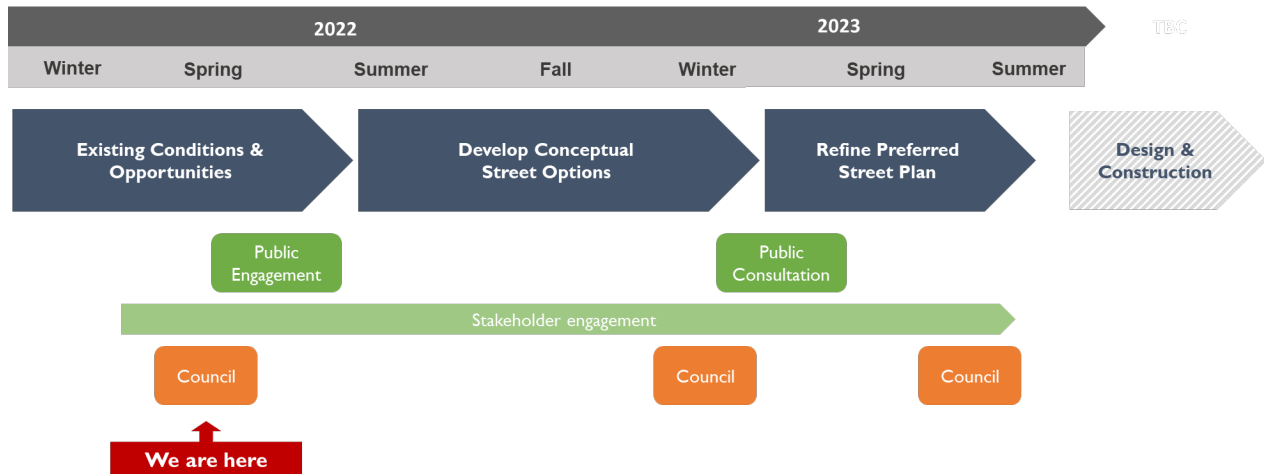 2022
2023
TBC
Winter
Spring
Summer
Fall
Winter
Spring
Summer
Existing Conditions &
Opportunities
Develop Conceptual
Street Options
Refine Preferred
Street Plan
Design &
Construction
Public
Engagement
Public
Consultation
Stakeholder engagement
Council
Council
Council
We are here